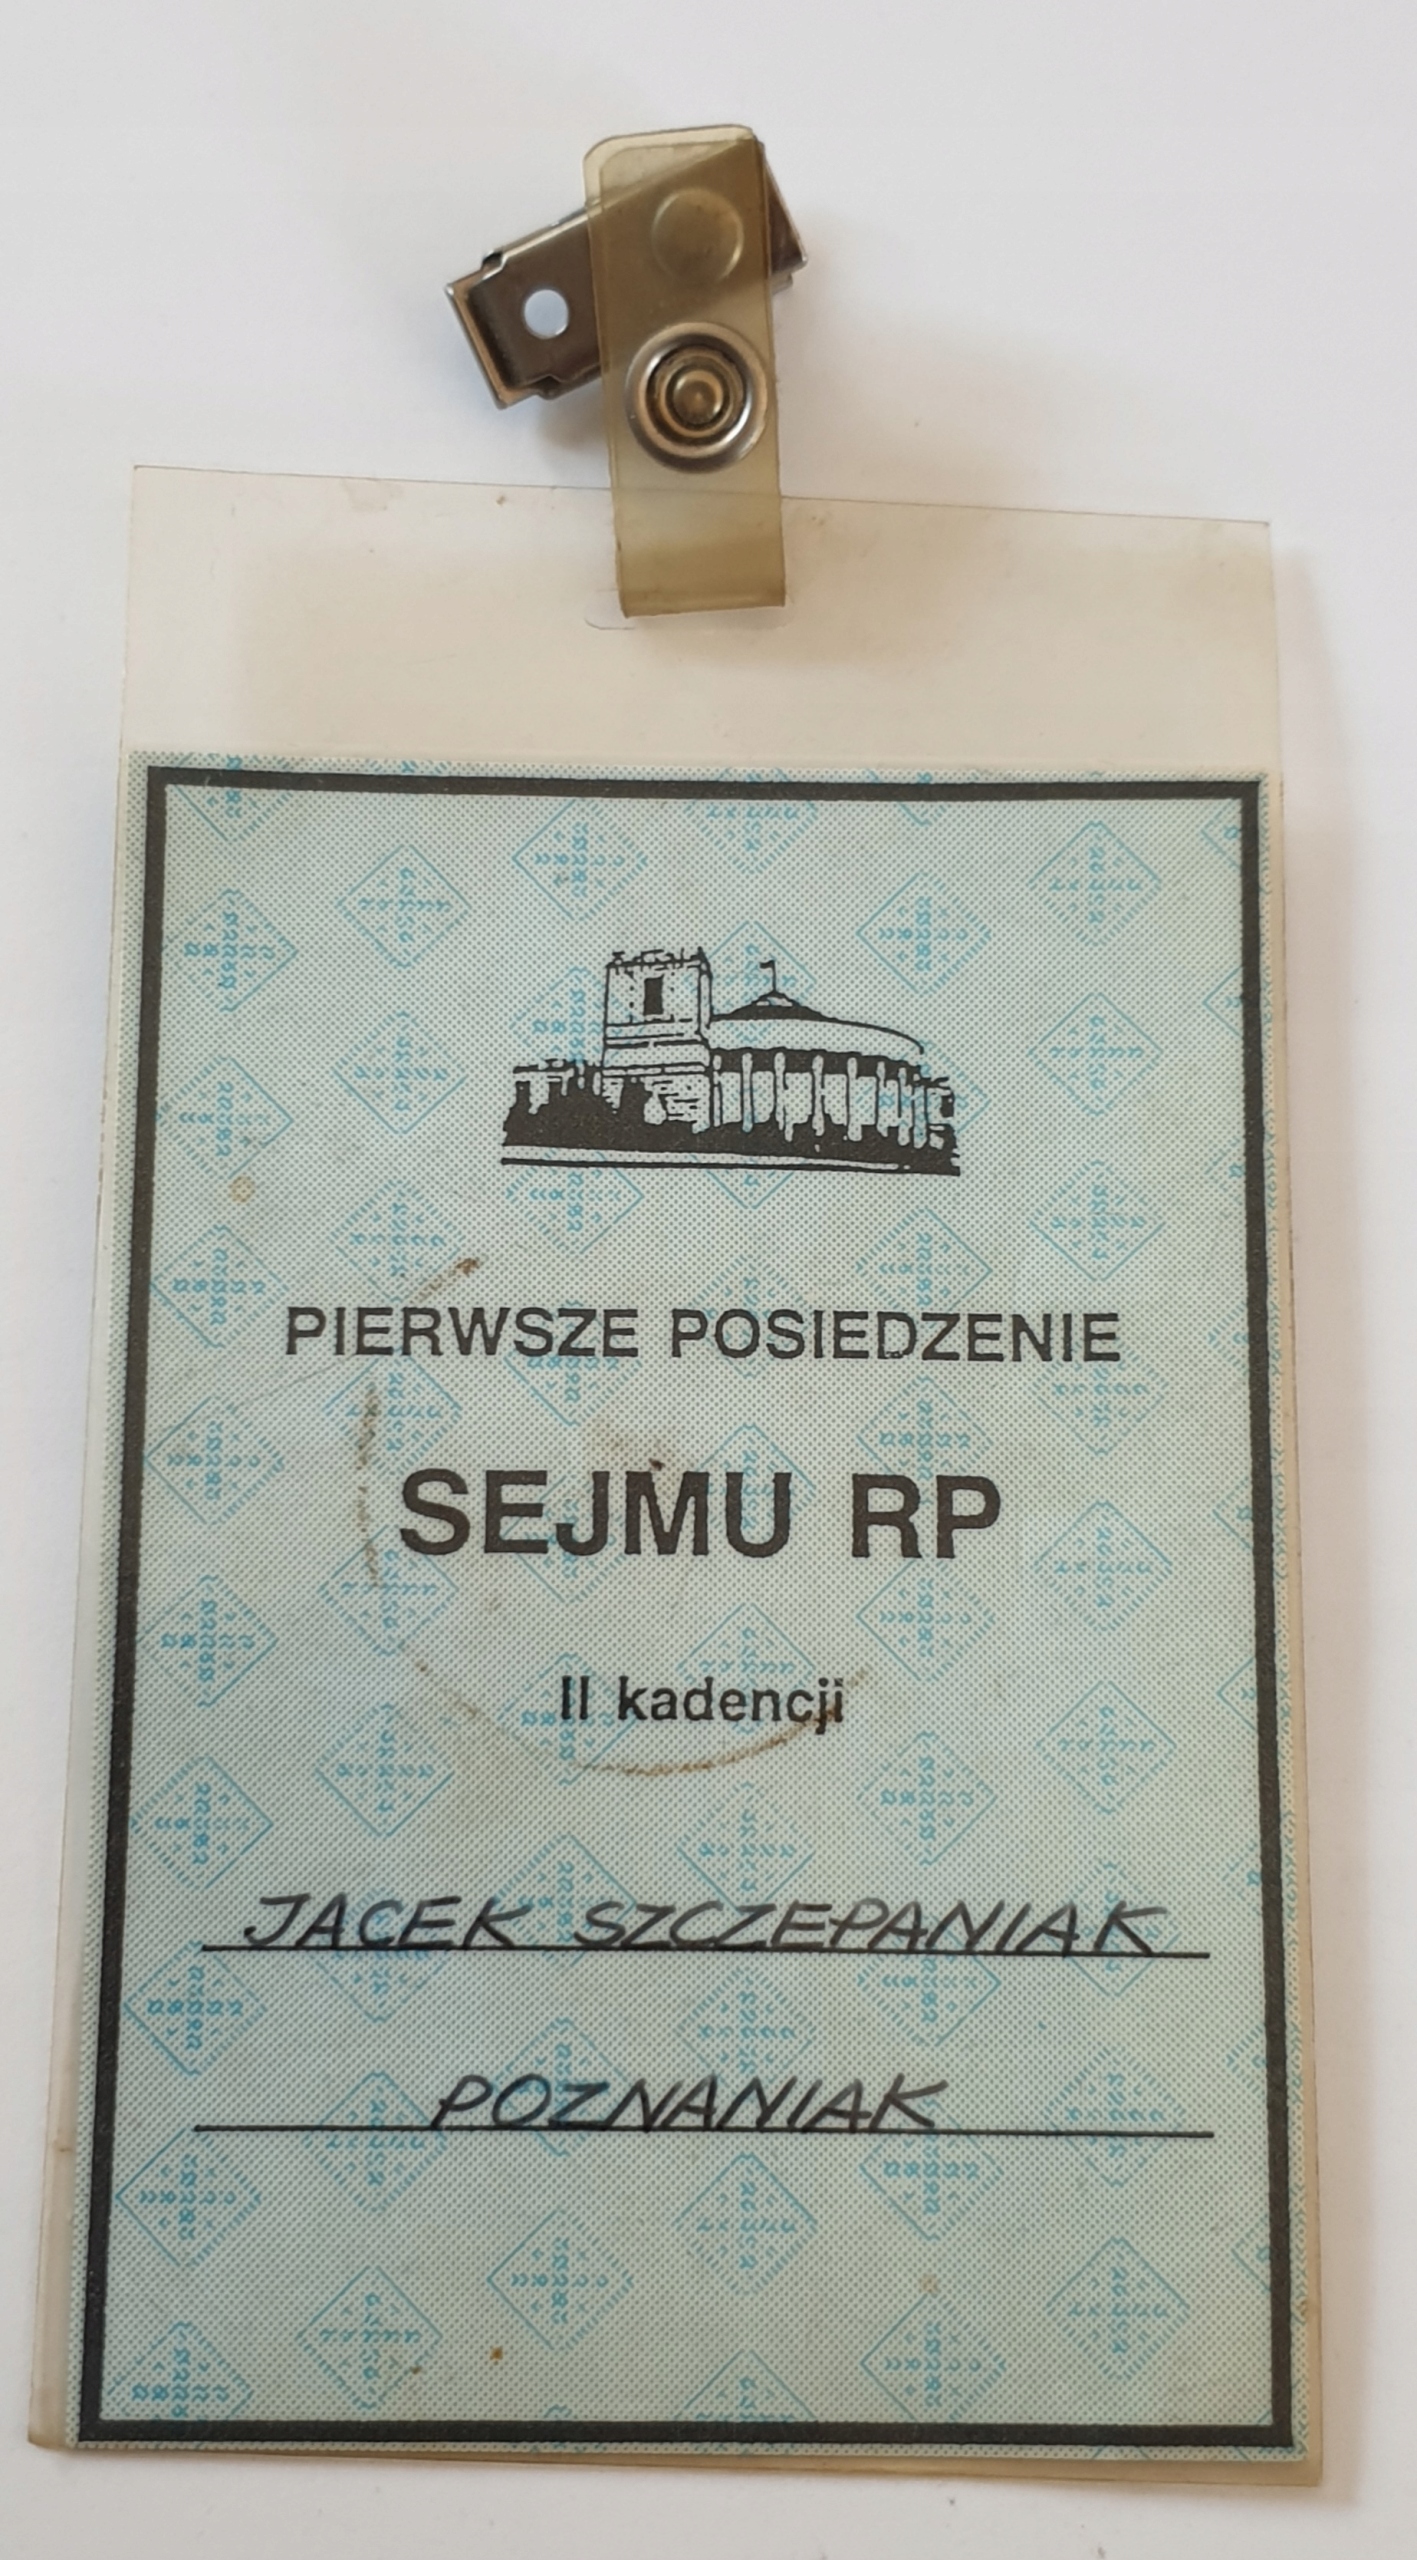 PIERWSZE POSIEDZENIE
SEJMU RP
II kadencji
JACEK SZCZEPANIAK
POZNANIAK